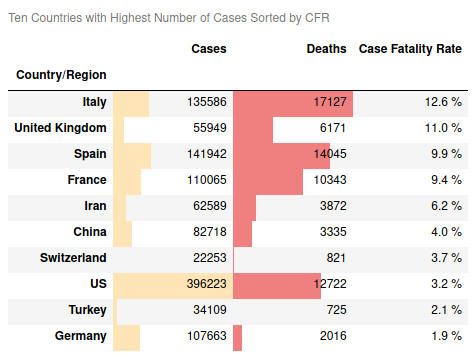 Ten Countries with Highest Number of Cases Sorted by CFR
Cases Deaths Case Fatality Rate
Country/Region
Italy 135586 17127 12.6 %
United Kingdom 55949 6171 11.0 %
Spain 141942 14045 9.9 %
France 110065 10343 9.4 %
Iran 62589 3872 6.2 %
China 82718 3335 4.0 %
Switzerland 22253 821 3.7 %
US 396223 12722 3.2 %
Turkey 34109 725 2.1 %
Germany 107663 2016 1.9 %